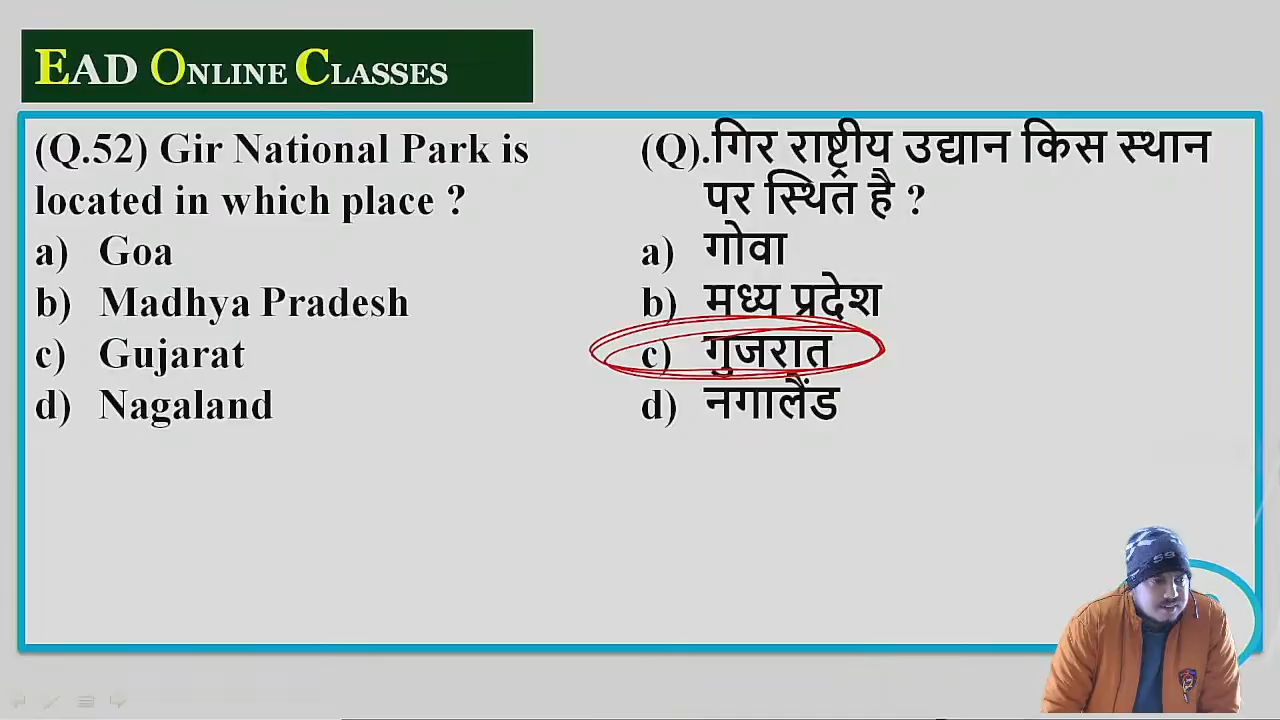 EAD ONLINE CLASSES
(Q.52) Gir National Park is
located in which place ?
a) Goa
b) Madhya Pradesh
c) Gujarat
d) Nagaland
(Q).गिर राष्ट्रीय उद्यान किस स्थान
पर स्थित है ?
a) गोवा
b) मध्य प्रदेश
c) गुजरात
d) नगालैंड